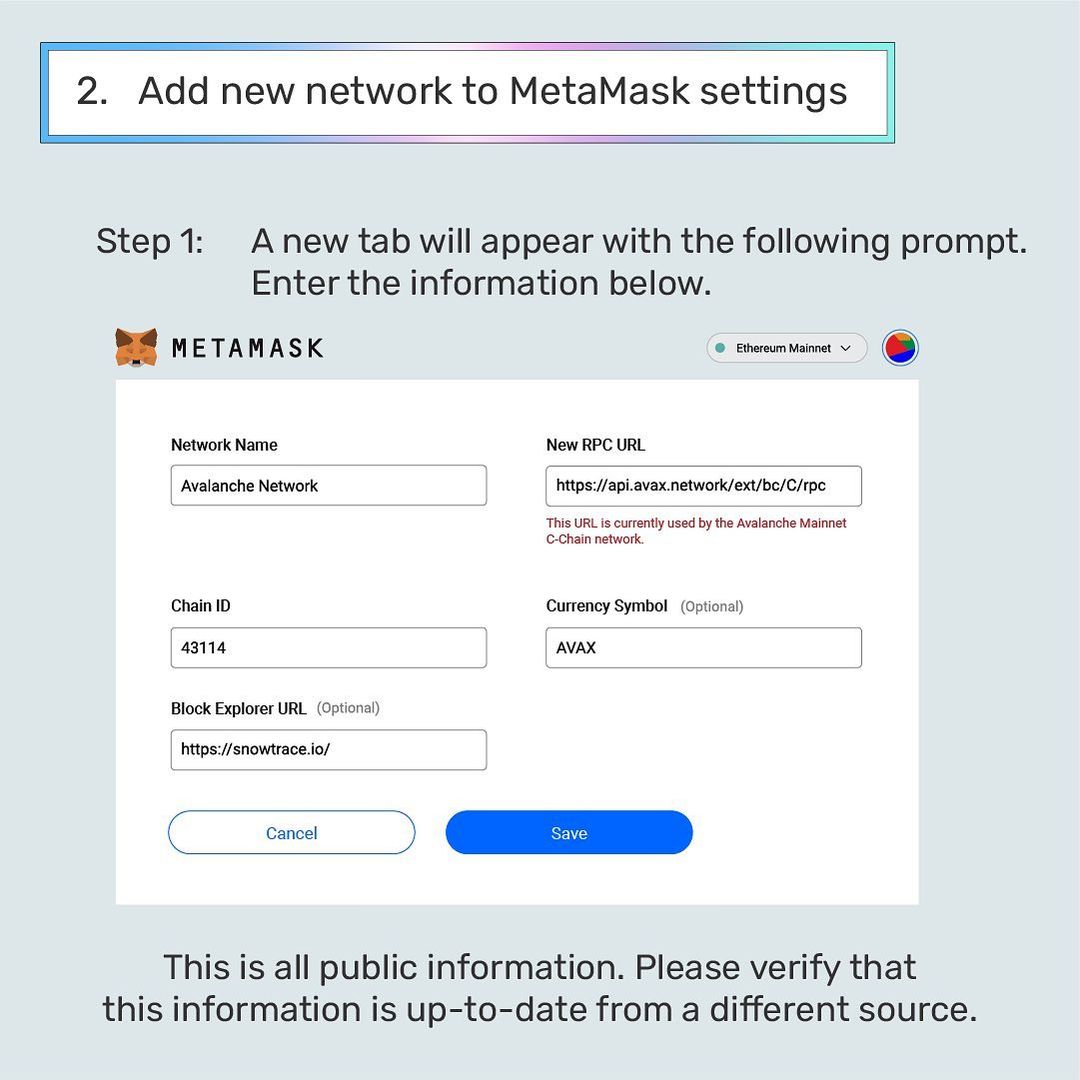 2. Add new network to MetaMask settings
Step 1: A new tab will appear with the following prompt.
Enter the information below.
METAMASK
Ethereum Mainnet
Network Name
New RPC URL
Avalanche Network
https://api.avax.network/ext/bc/C/rpc
This URL is currently used by the Avalanche Mainnet
C-Chain network.
Chain ID
Currency Symbol (Optional)
43114
AVAX
Block Explorer URL (Optional)
https://snowtrace.io/
Cancel
Save
This is all public information. Please verify that
this information is up-to-date from a different source.